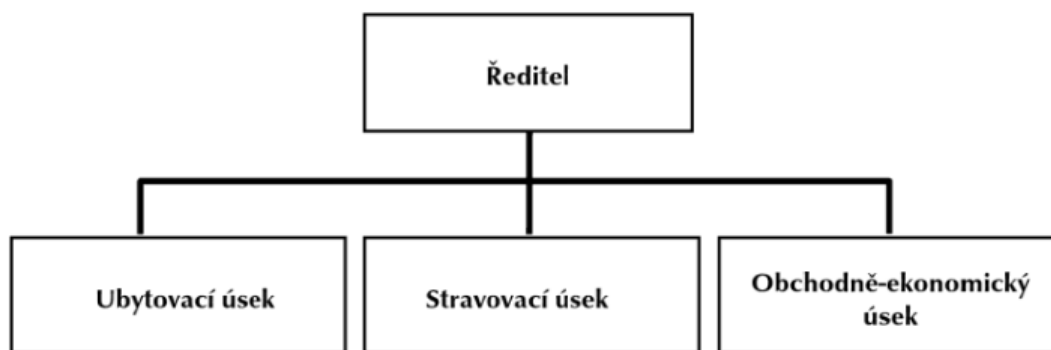 Ředitel
Ubytovací úsek
Stravovací úsek
Obchodně-ekonomický
úsek